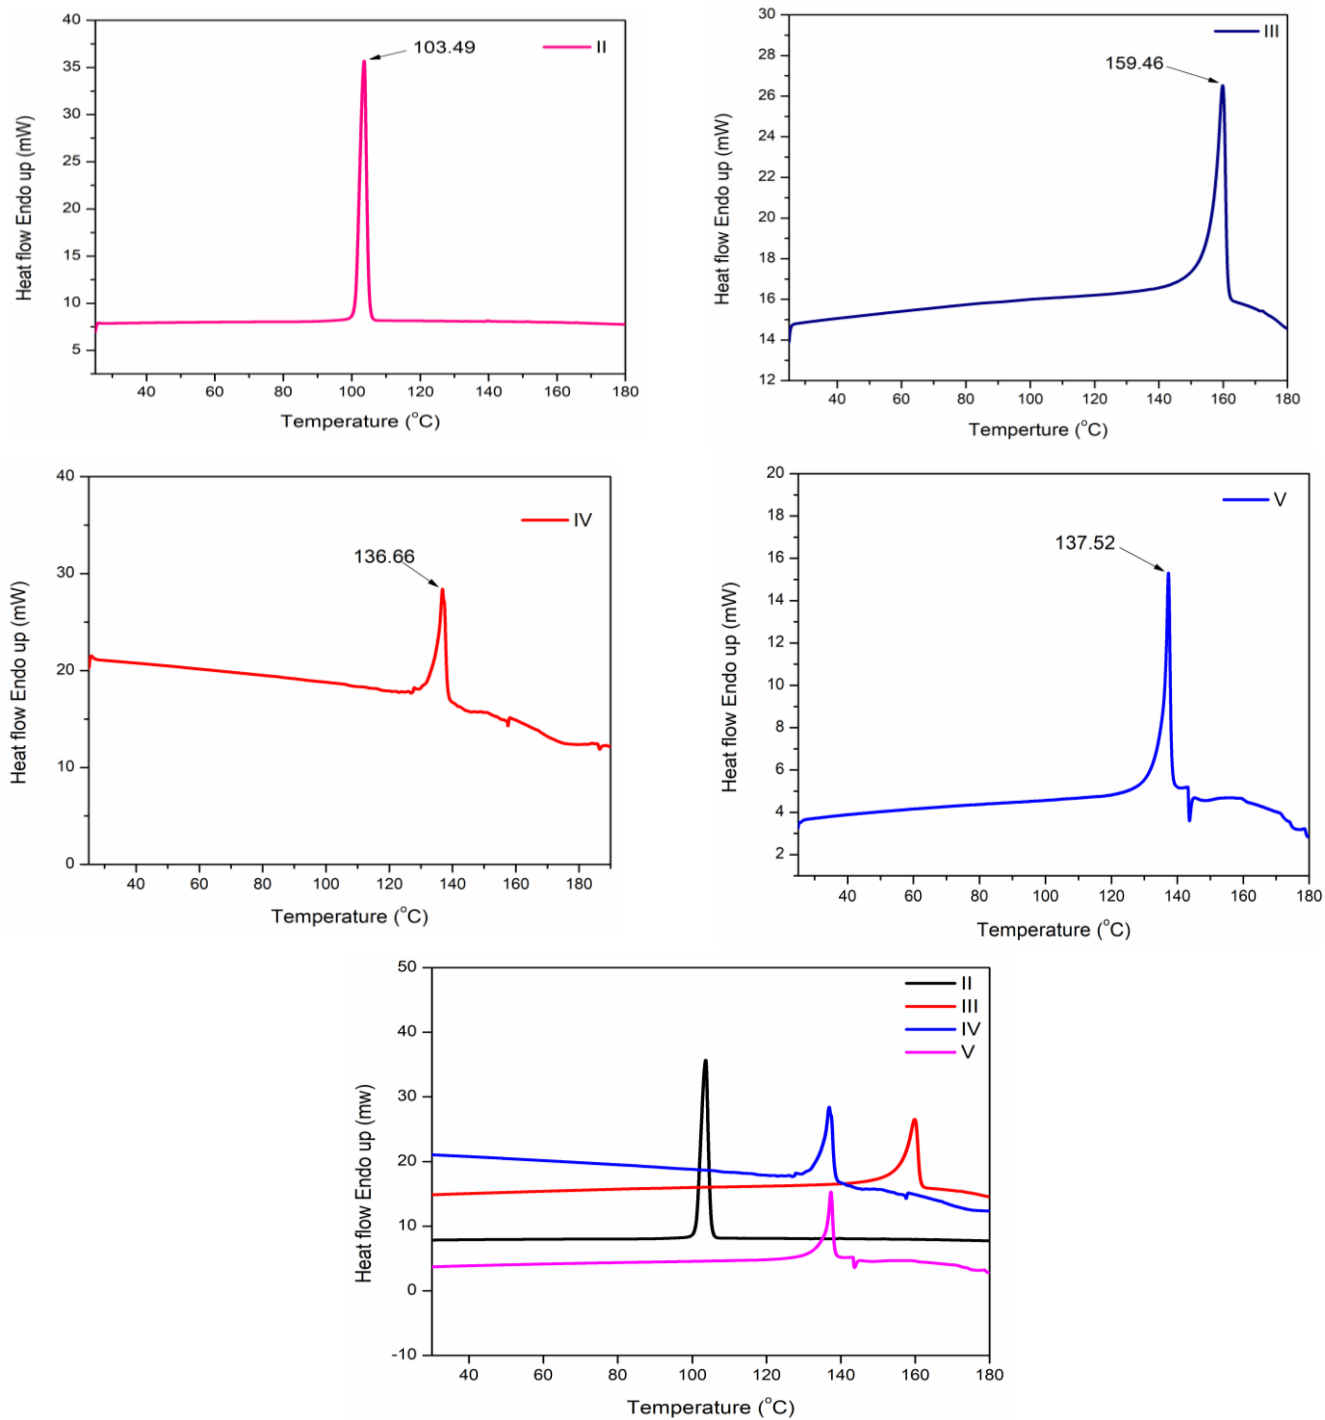 40
35
30
25
20
15
10
5
Heat flow Endo up (mW)
103.49
II
40 60 80 100 120 140 160 180
Temperature (°C)
30
28
26
24
22
20
18
16
14
12
Heat flow Endo up (mW)
159.46
III
40 60 80 100 120 140 160 180
Temperture (°C)
40
30
20
10
0
Heat flow Endo up (mW)
136.66
IV
40 60 80 100 120 140 160 180
Temperature (°C)
20
18
16
14
12
10
8
6
4
2
Heat flow Endo up (mW)
137.52
V
40 60 80 100 120 140 160 180
Temperature (°C)
50
40
30
20
10
0
-10
Heat flow Endo up (mw)
II
III
IV
V
40 60 80 100 120 140 160 180
Temperature (°C)